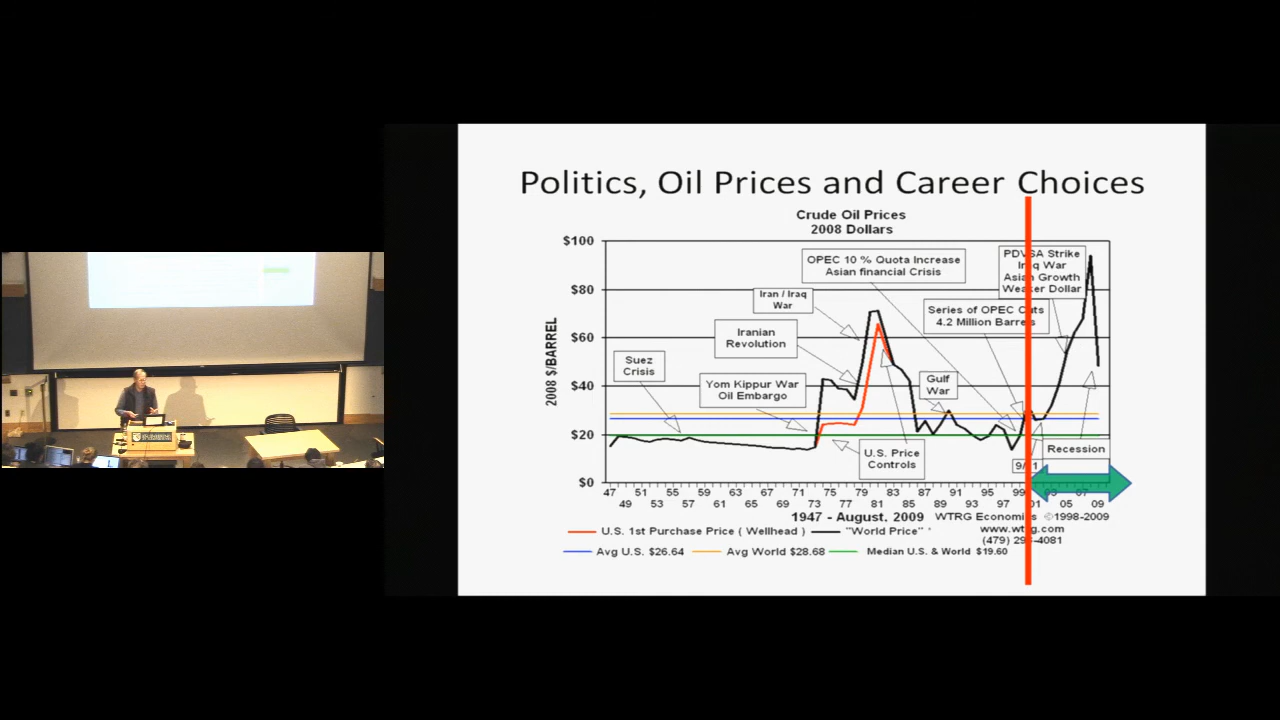 Politics, Oil Prices and Career Choices
Crude Oil Prices
2008 Dollars
$100
$80
$60
$40
$20
$0
2008 $/BARREL
OPEC 10 % Quota Increase
Asian financial Crisis
PDVSA Strike
Iraq War
Asian Growth
Weaker Dollar
Iran / Iraq
War
Series of OPEC Cuts
4.2 Million Barrels
Iranian
Revolution
Suez
Crisis
Yom Kippur War
Oil Embargo
Gulf
War
U.S. Price
Controls
Recession
9/11
47 51 55 59 63 67 71 75 79 83 87 91 95 99 03 07
49 53 57 61 65 69 73 77 81 85 89 93 97 01 05 09
1947 - August. 2009
WTRG Economics ©1998-2009
www.wtrg.com
(479) 293-4081
U.S. 1st Purchase Price ( Wellhead )
"World Price" '
Avg U.S. $26.64
Avg World $28.68
Median U.S. & World $19.60